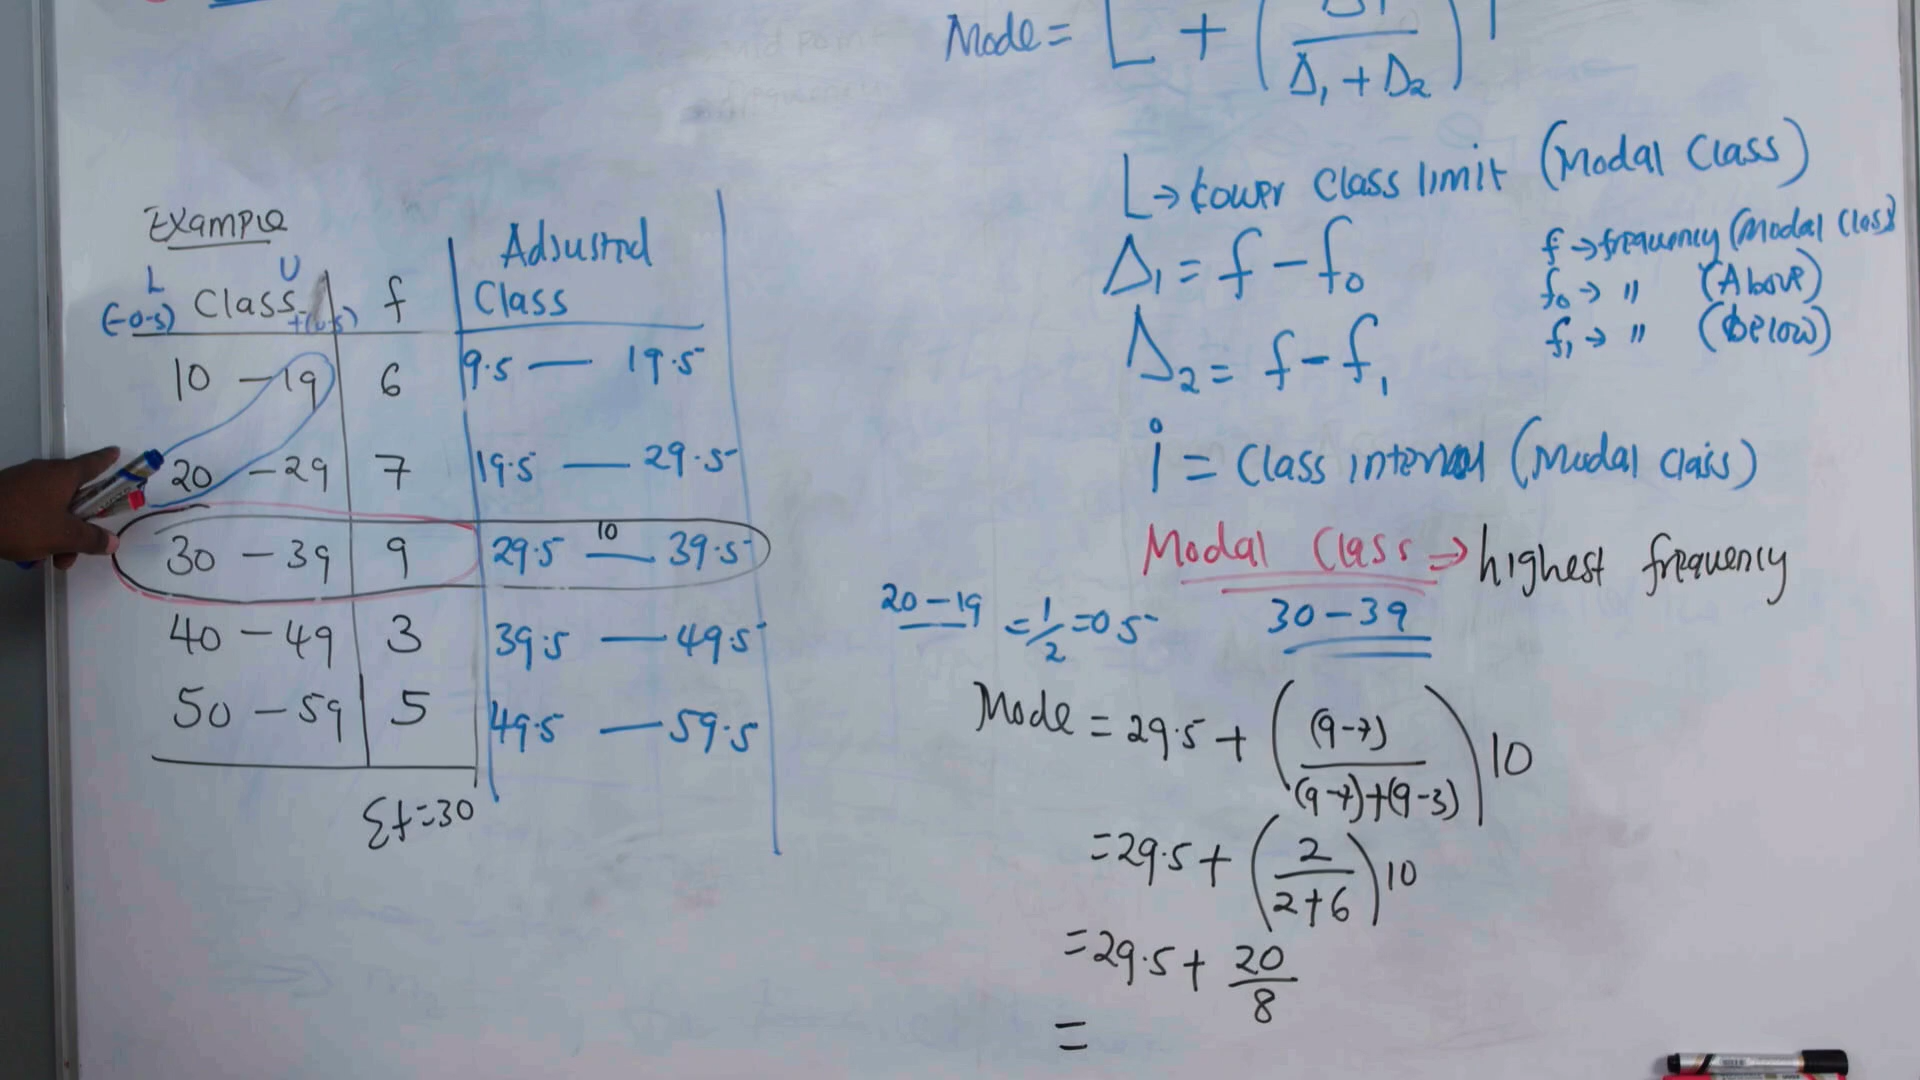 Mode = L + (Δ1 / Δ1 + Δ2) i
L → Lower Class limit (Modal Class)
Δ1 = f - f0
Δ2 = f - f1
f → frequency (Modal Class)
f0 → " (Above)
f1 → " (Below)
i = Class interval (Modal Class)
Modal Class ⇒ highest frequency
30 - 39
20 - 19 = 1/2 = 0.5
Mode = 29.5 + ((9-7) / (9-7)+(9-3)) 10
= 29.5 + (2 / 2+6) 10
= 29.5 + 20/8
=
Example
L U
(-0.5) Class +(0.5) f Adjusted Class
10 - 19 6 9.5 — 19.5
20 - 29 7 19.5 — 29.5
10
30 - 39 9 29.5 — 39.5
40 - 49 3 39.5 — 49.5
50 - 59 5 49.5 — 59.5
Σf=30